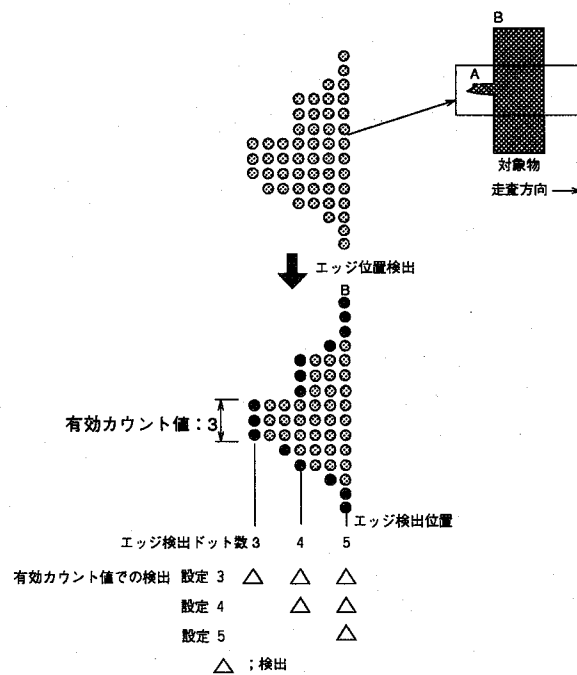 B
A
対象物
走査方向
エッジ位置検出
B
有効カウント値：3
エッジ検出位置
エッジ検出ドット数 3 4 5
有効カウント値での検出 設定 3 △ △ △
設定 4 △ △
設定 5 △
△ ；検出